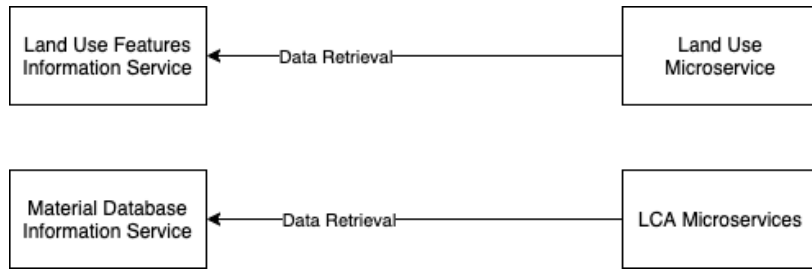 Land Use Features
Information Service
Data Retrieval
Land Use
Microservice
Material Database
Information Service
Data Retrieval
LCA Microservices